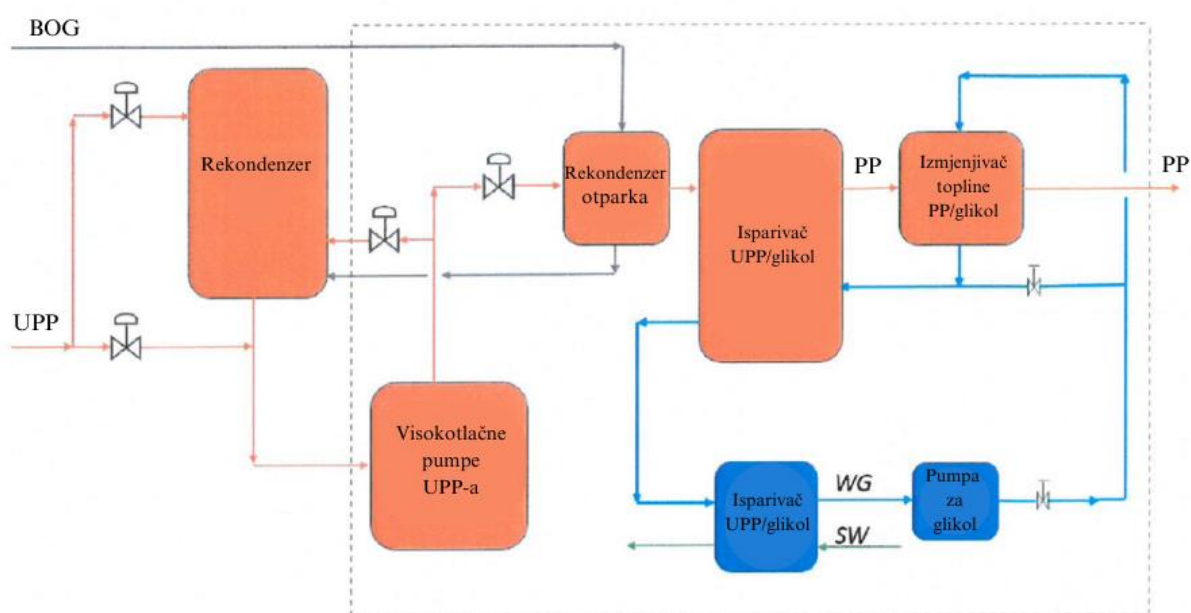 BOG
Rekondenzer
Rekondenzer
otparka
PP
Izmjenjivač
topline
PP/glikol
PP
Isparivač
UPP/glikol
UPP
Visokotlačne
pumpe
UPP-a
Isparivač
UPP/glikol
WG
SW
Pumpa
za
glikol